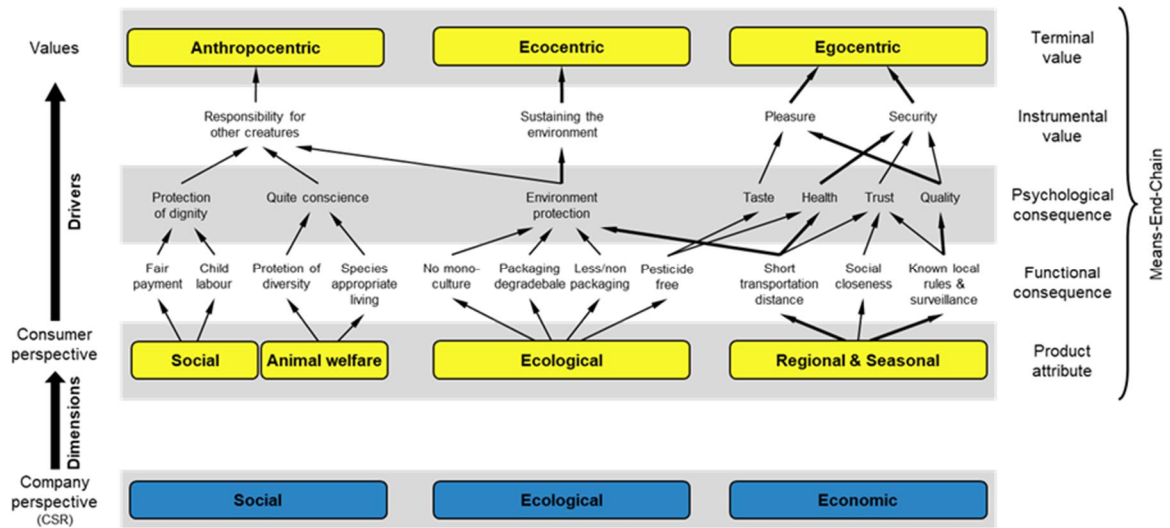 Values
Anthropocentric
Ecocentric
Egocentric
Terminal
value
Responsibility for
other creatures
Sustaining the
environment
Pleasure
Security
Instrumental
value
Drivers
Protection
of dignity
Quite conscience
Environment
protection
Taste
Health
Trust
Quality
Psychological
consequence
Means-End-Chain
Fair
payment
Child
labour
Protetion of
diversity
Species
appropriate
living
No mono-
culture
Packaging
degradebale
Less/non
packaging
Pesticide
free
Short
transportation
distance
Social
closeness
Known local
rules &
surveillance
Functional
consequence
Consumer
perspective
Social
Animal welfare
Ecological
Regional & Seasonal
Product
attribute
Dimensions
Company
perspective
(CSR)
Social
Ecological
Economic